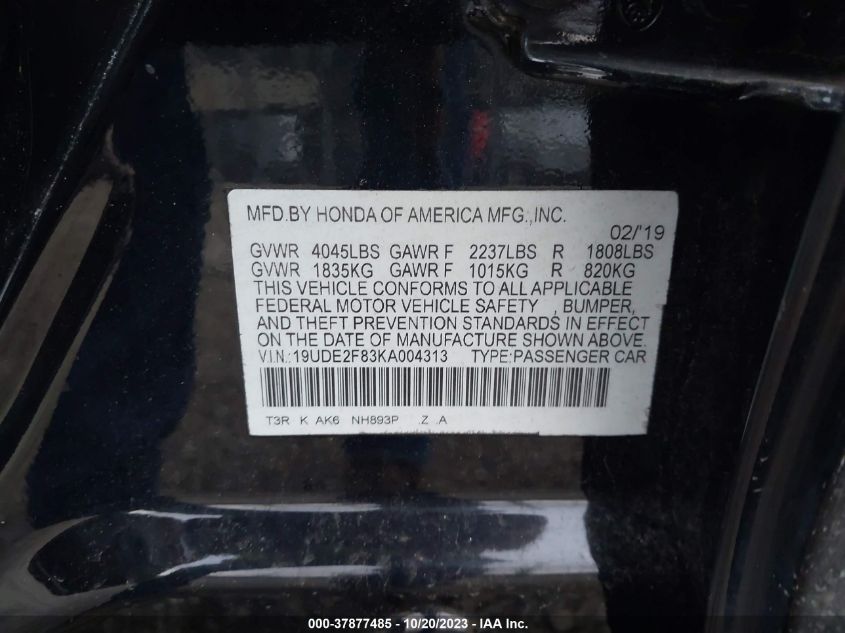 MFD.BY HONDA OF AMERICA MFG.,INC.
02/'19
GVWR 4045LBS GAWR F 2237LBS R 1808LBS
GVWR 1835KG GAWR F 1015KG R 820KG
THIS VEHICLE CONFORMS TO ALL APPLICABLE
FEDERAL MOTOR VEHICLE SAFETY , BUMPER,
AND THEFT PREVENTION STANDARDS IN EFFECT
ON THE DATE OF MANUFACTURE SHOWN ABOVE.
V.I.N.:19UDE2F83KA004313 TYPE:PASSENGER CAR
T3R K AK6 NH893P .Z .A
000-37877485 - 10/20/2023 - IAA Inc.